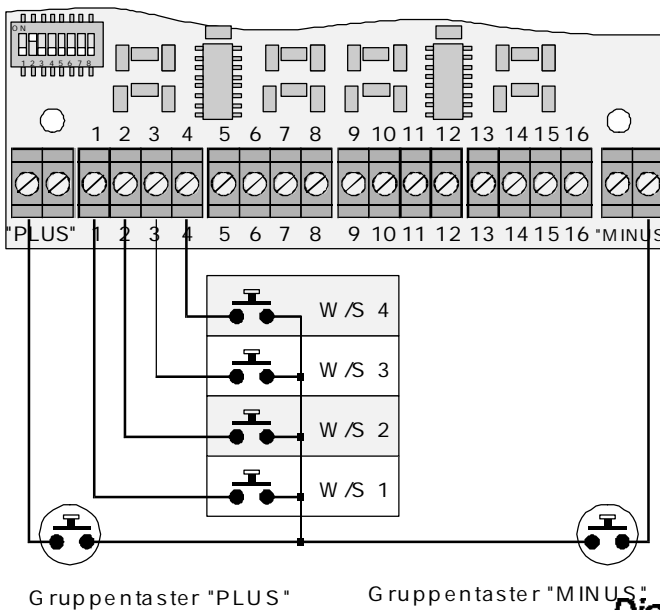 ON
1 2 3 4 5 6 7 8
1 2 3 4 5 6 7 8 9 10 11 12 13 14 15 16
"PLUS" 1 2 3 4 5 6 7 8 9 10 11 12 13 14 15 16 "MINUS
W/S 4
W/S 3
W/S 2
W/S 1
Gruppentaster "PLUS" Gruppentaster "MINUS"